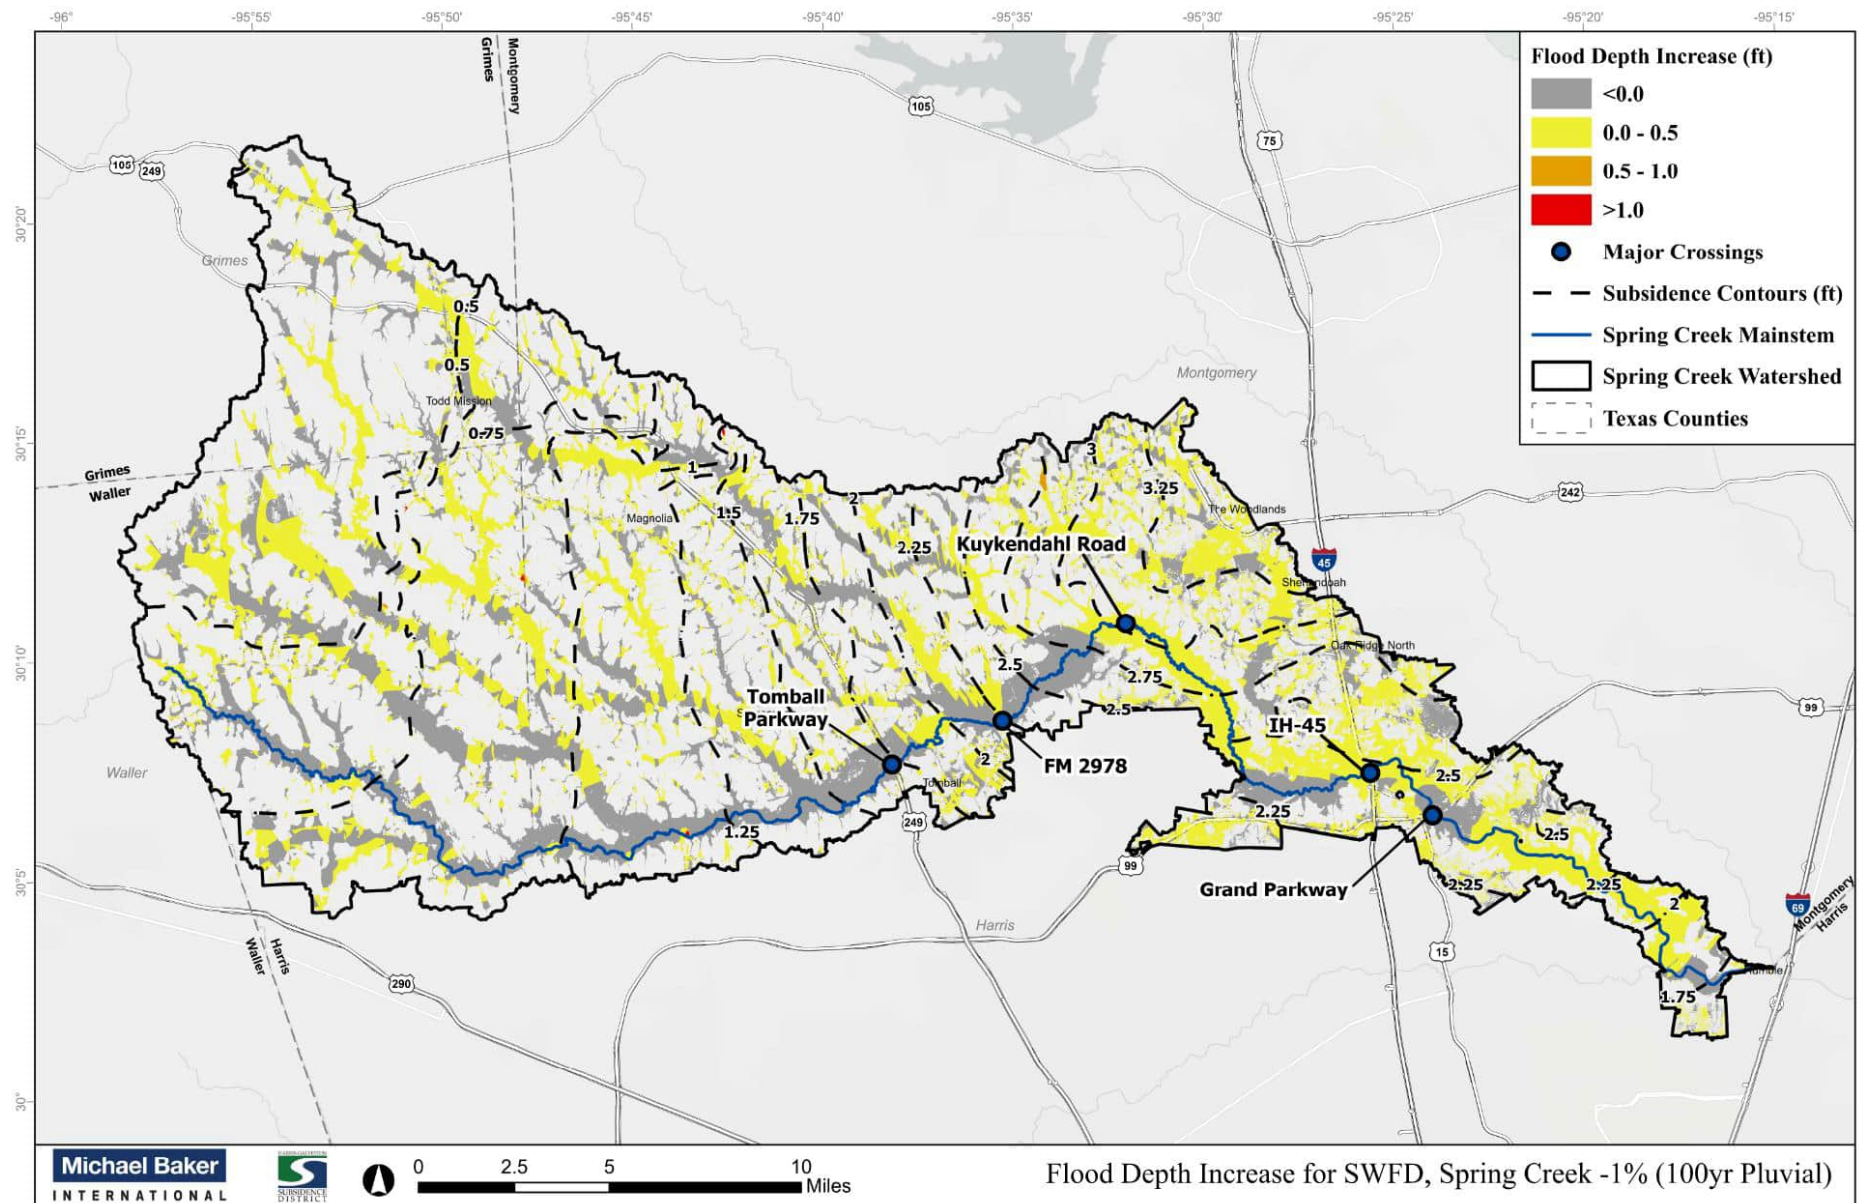 -96°
-95°55'
-95°50'
-95°45'
-95°40'
-95°35'
-95°30'
-95°25'
-95°20'
-95°15'
30°20'
30°15'
30°10'
30°5'
30°
Flood Depth Increase (ft)
<0.0
0.0 - 0.5
0.5 - 1.0
>1.0
Major Crossings
Subsidence Contours (ft)
Spring Creek Mainstem
Spring Creek Watershed
Texas Counties
Grimes
Montgomery
105
75
105
249
Grimes
0.5
0.5
Todd Mission
0.75
Montgomery
Grimes
Waller
1
3
3.25
2
1.5
1.75
Magnolia
The Woodlands
242
2.25
Kuykendahl Road
45
Shenandoah
Oak Ridge North
2.5
2.75
Tomball
Parkway
2.5
99
IH-45
2
FM 2978
2.5
Waller
Tomball
2.25
249
1.25
2.5
99
Grand Parkway
2.25
2.25
2
69
Montgomery
Harris
Harris
15
Waller
Harris
Humble
290
1.75
Michael Baker
INTERNATIONAL
HARRIS-GALVESTON
SUBSIDENCE
DISTRICT
0
2.5
5
10
Miles
Flood Depth Increase for SWFD, Spring Creek -1% (100yr Pluvial)